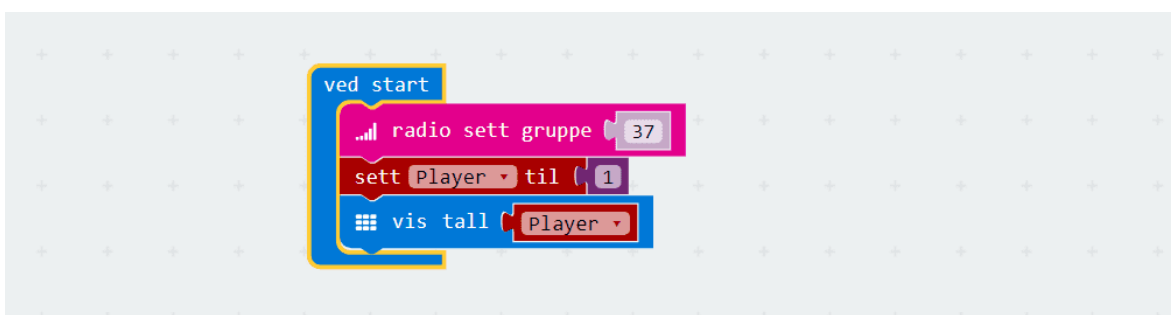 ved start
radio sett gruppe 37
sett Player til 1
vis tall Player